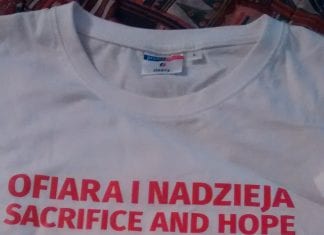 OFIARA I NADZIEJA
SACRIFICE AND HOPE